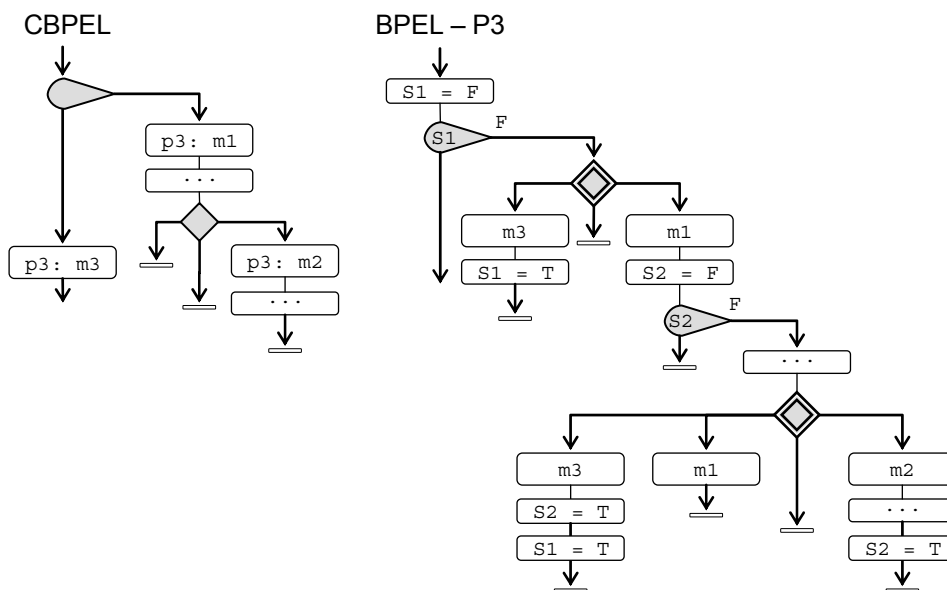 CBPEL
p3: m1
...
p3: m3
p3: m2
...
BPEL – P3
S1 = F
S1
F
m3
S1 = T
m1
S2 = F
S2
F
...
m3
S2 = T
S1 = T
m1
m2
...
S2 = T